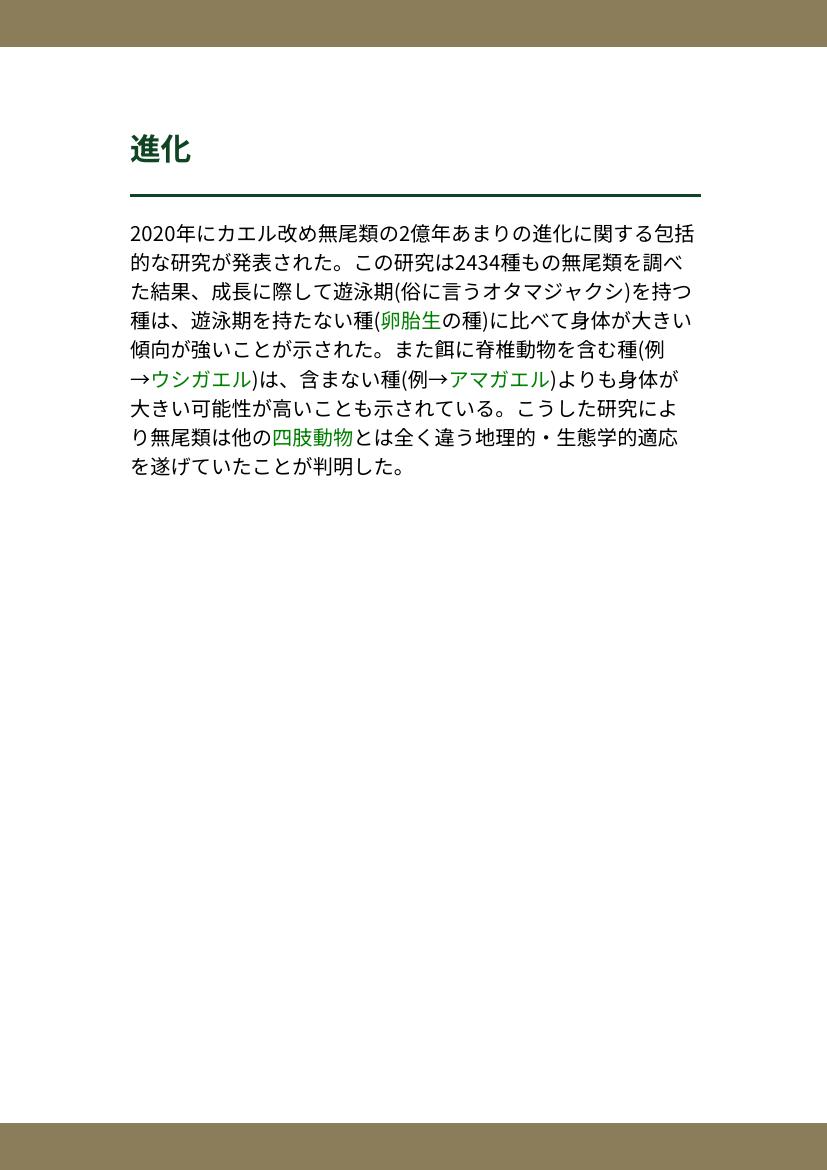 進化
2020年にカエル改め無尾類の2億年あまりの進化に関する包括
的な研究が発表された。この研究は2434種もの無尾類を調べ
た結果、成長に際して遊泳期(俗に言うオタマジャクシ)を持つ
種は、遊泳期を持たない種(卵胎生の種)に比べて身体が大きい
傾向が強いことが示された。また餌に脊椎動物を含む種(例
→ウシガエル)は、含まない種(例→アマガエル)よりも身体が
大きい可能性が高いことも示されている。こうした研究によ
り無尾類は他の四肢動物とは全く違う地理的・生態学的適応
を遂げていたことが判明した。